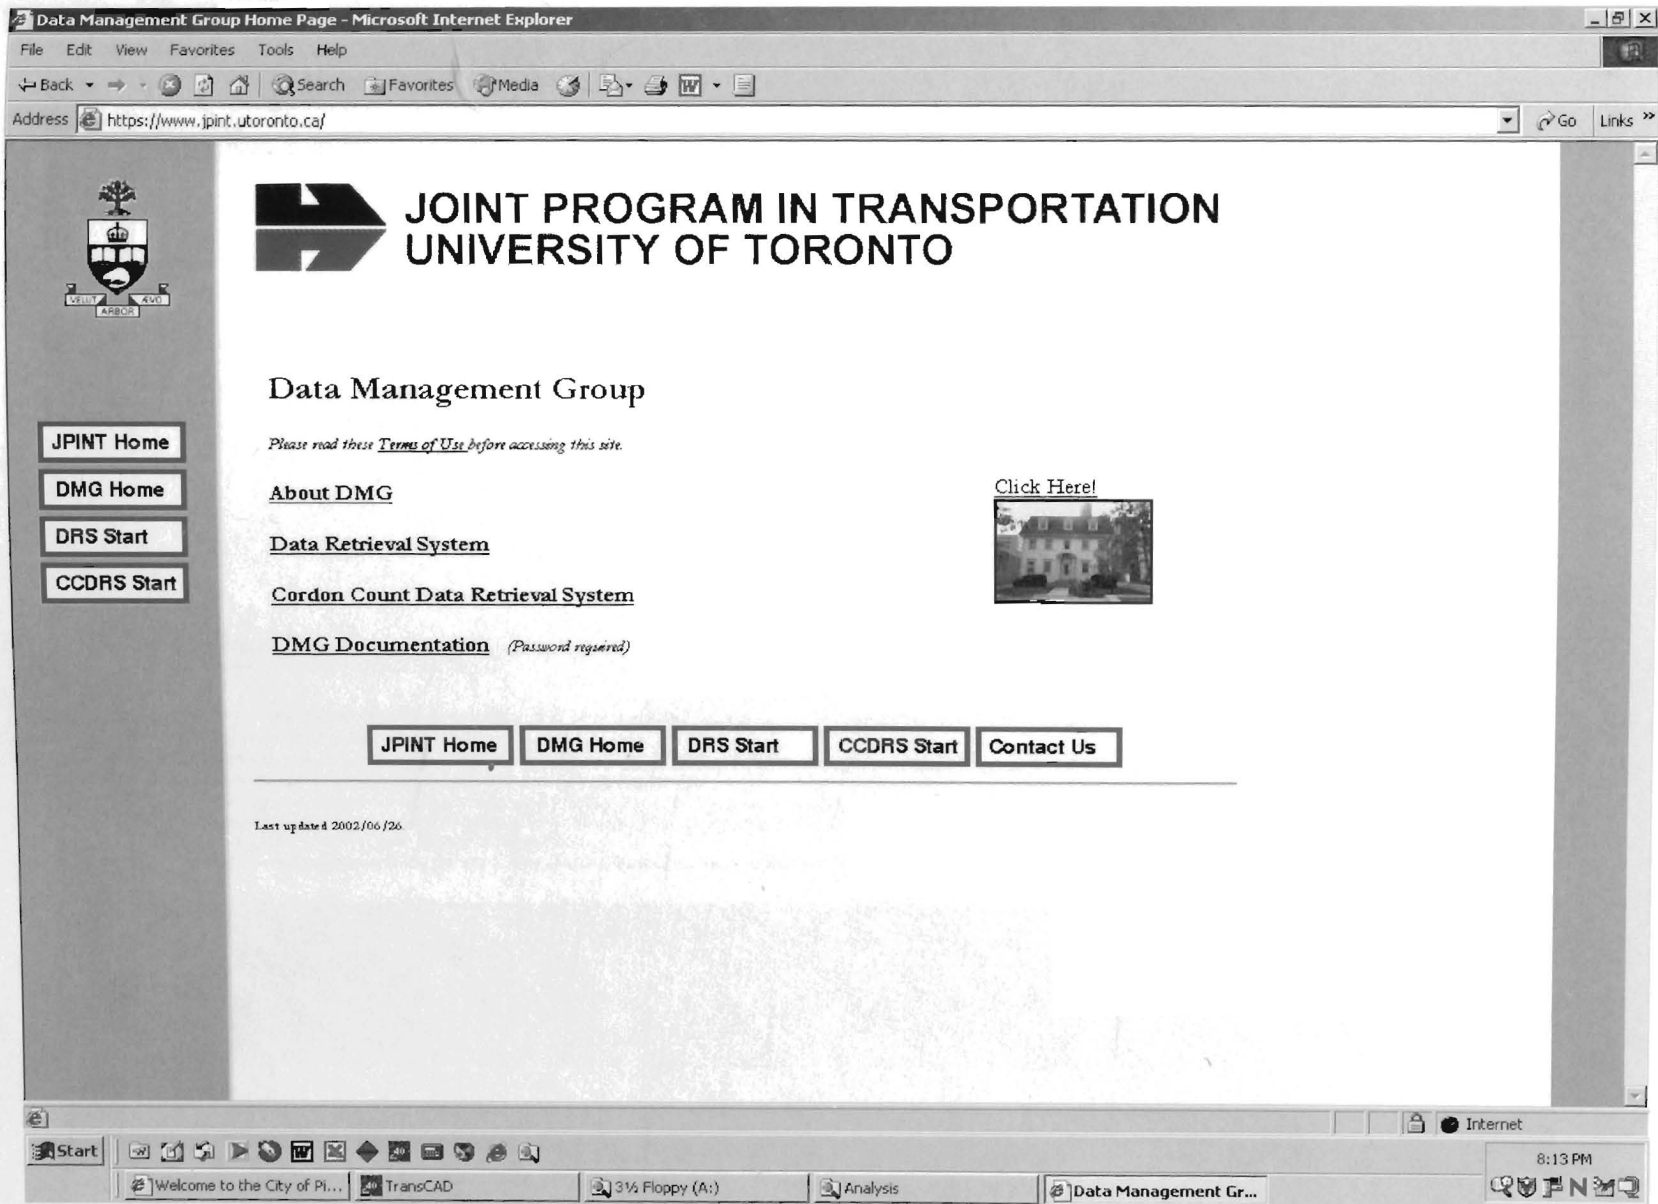 Data Management Group Home Page - Microsoft Internet Explorer
File Edit View Favorites Tools Help
Back Search Favorites Media
Address https://www.jpint.utoronto.ca/ Go Links »
VELUT ARBOR ÆVO
JOINT PROGRAM IN TRANSPORTATION
UNIVERSITY OF TORONTO
Data Management Group
Please read these Terms of Use before accessing this site.
JPINT Home
DMG Home
DRS Start
CCDRS Start
About DMG
Click Here!
Data Retrieval System
Cordon Count Data Retrieval System
DMG Documentation (Password required)
JPINT Home DMG Home DRS Start CCDRS Start Contact Us
Last updated 2002/06/26
Internet
Start
8:13 PM
Welcome to the City of Pi... TransCAD 3½ Floppy (A:) Analysis Data Management Gr...